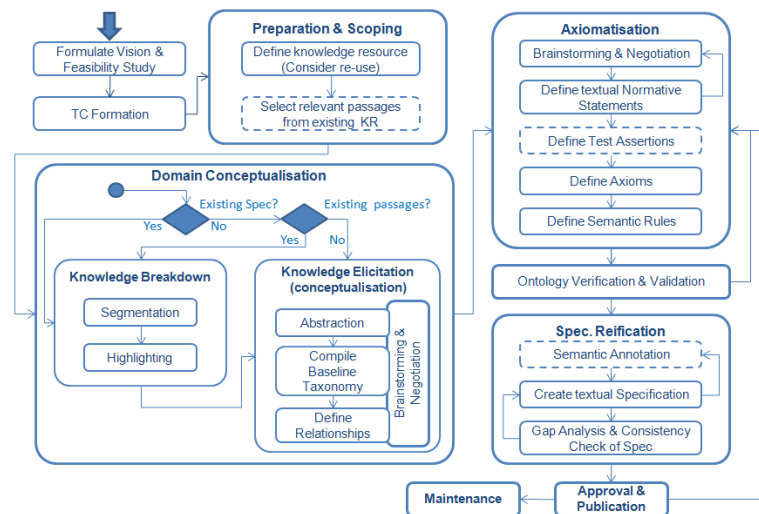 Formulate Vision &
Feasibility Study
TC Formation
Preparation & Scoping
Define knowledge resource
(Consider re-use)
Select relevant passages
from existing KR
Domain Conceptualisation
Existing Spec?
Existing passages?
Yes
No
Yes
No
Knowledge Breakdown
Segmentation
Highlighting
Knowledge Elicitation
(conceptualisation)
Abstraction
Compile
Baseline
Taxonomy
Define
Relationships
Brainstorming &
Negotiation
Axiomatisation
Brainstorming & Negotiation
Define textual Normative
Statements
Define Test Assertions
Define Axioms
Define Semantic Rules
Ontology Verification & Validation
Spec. Reification
Semantic Annotation
Create textual Specification
Gap Analysis & Consistency
Check of Spec
Maintenance
Approval &
Publication